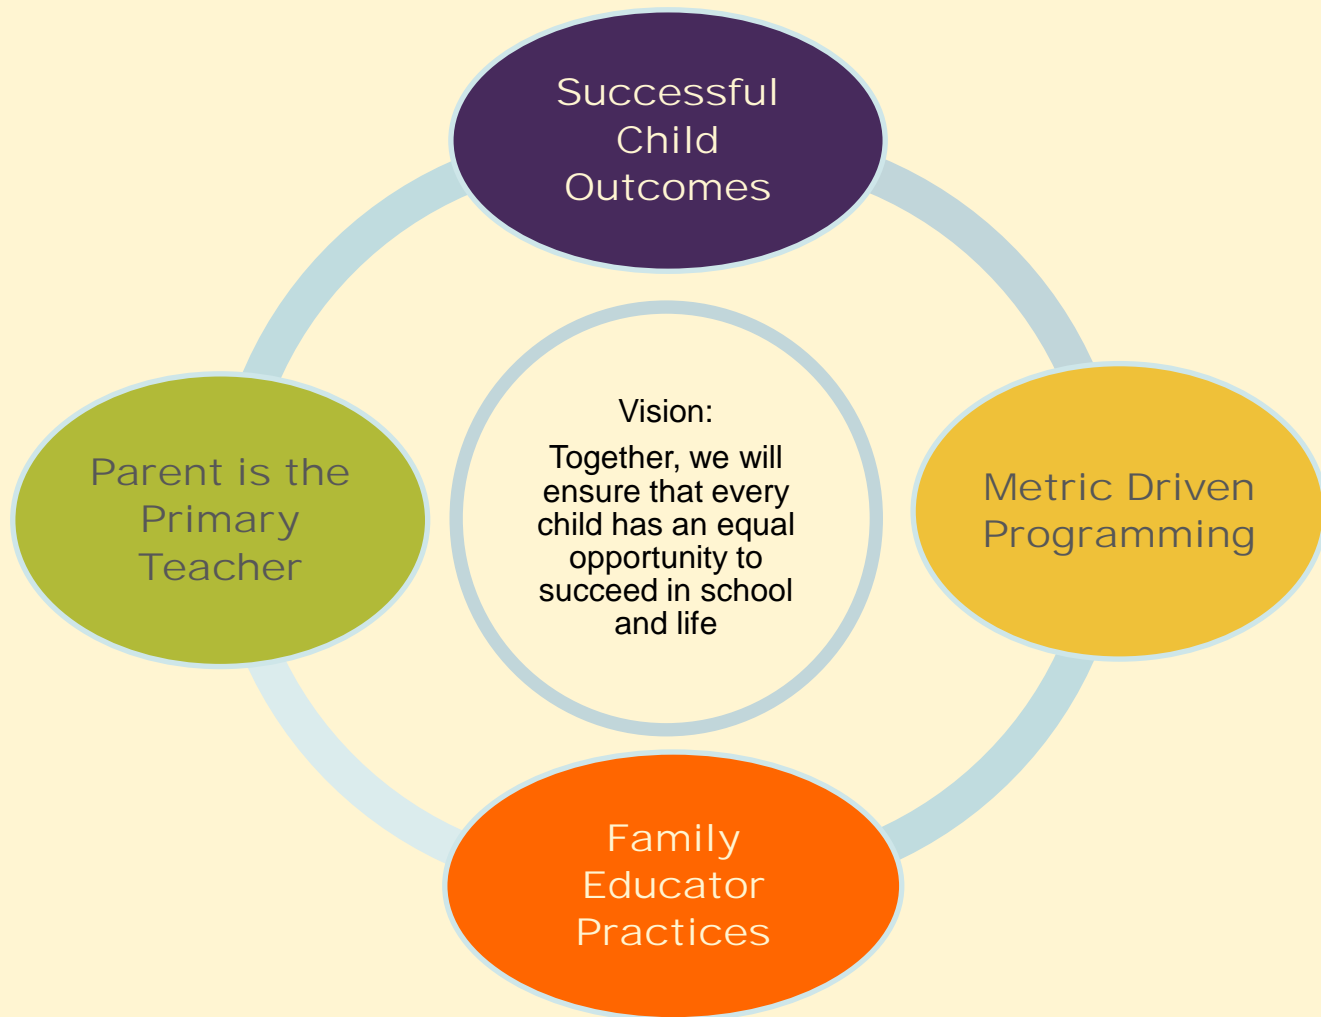 Successful
Child
Outcomes
Parent is the
Primary
Teacher
Vision:
Together, we will
ensure that every
child has an equal
opportunity to
succeed in school
and life
Metric Driven
Programming
Family
Educator
Practices